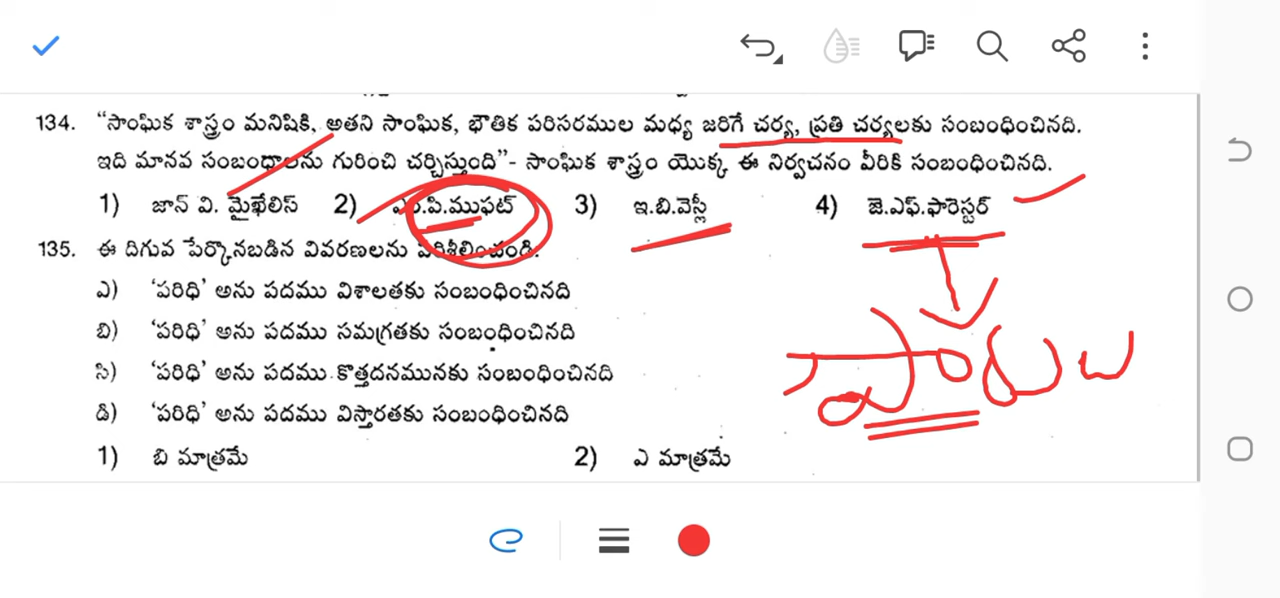 134. "సాంఘిక శాస్త్రం మనిషికి, అతని సాంఘిక, భౌతిక పరిసరముల మధ్య జరిగే చర్య, ప్రతి చర్యలకు సంబంధించినది.
ఇది మానవ సంబంధాలను గురించి చర్చిస్తుంది"- సాంఘిక శాస్త్రం యొక్క ఈ నిర్వచనం వీరికి సంబంధించినది.
1) జాన్ వి. మైఖేలిస్ 2) ఎం.పి.ముఫట్ 3) ఇ.బి.వెస్లీ 4) జె.ఎఫ్.ఫారెస్టర్
135. ఈ దిగువ పేర్కొనబడిన వివరణలను పరిశీలించండి.
ఎ) 'పరిధి' అను పదము విశాలతకు సంబంధించినది
బి) 'పరిధి' అను పదము సమగ్రతకు సంబంధించినది
సి) 'పరిధి' అను పదము కొత్తదనమునకు సంబంధించినది
డి) 'పరిధి' అను పదము విస్తారతకు సంబంధించినది
1) బి మాత్రమే 2) ఎ మాత్రమే